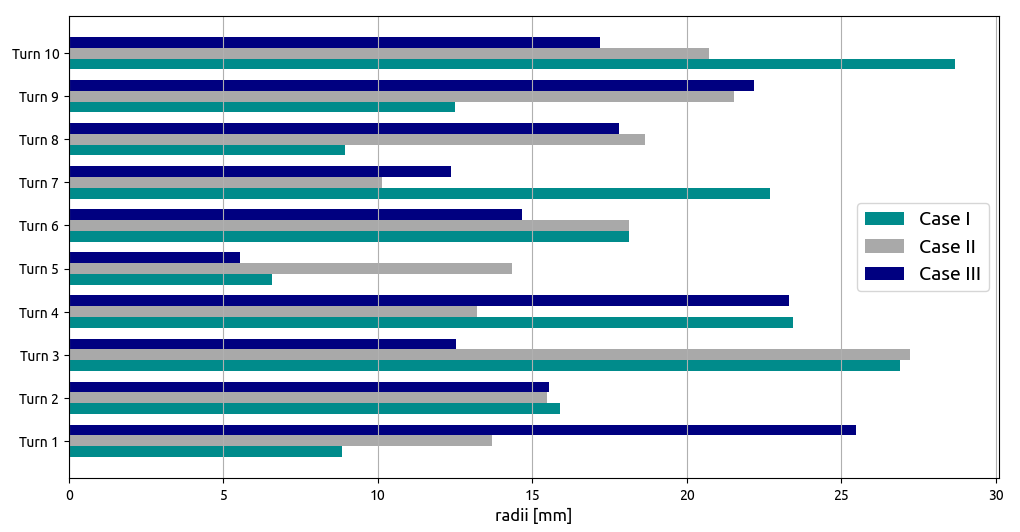 Turn 10
Turn 9
Turn 8
Turn 7
Turn 6
Turn 5
Turn 4
Turn 3
Turn 2
Turn 1
Case I
Case II
Case III
0 5 10 15 20 25 30
radii [mm]